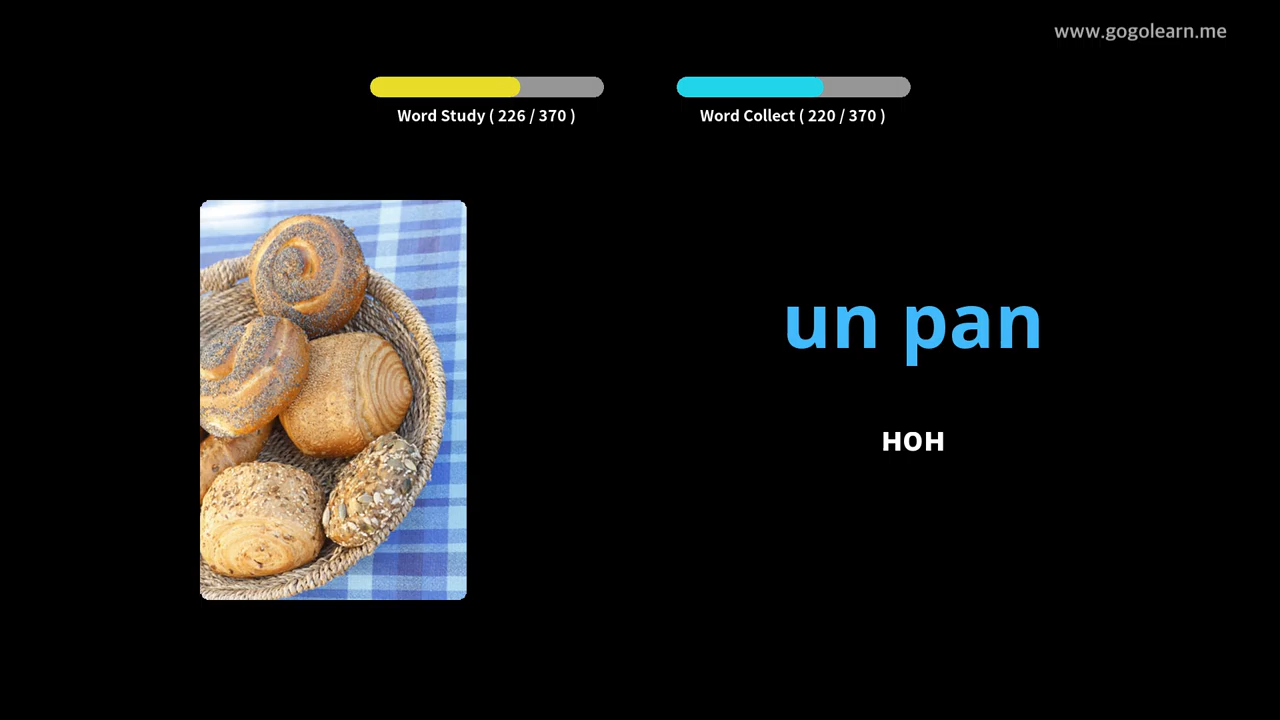 www.gogolearn.me
Word Study ( 226 / 370 )
Word Collect ( 220 / 370 )
un pan
нон